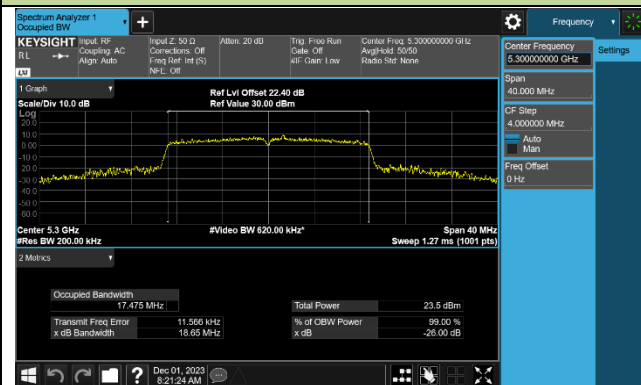 Spectrum Analyzer 1
Occupied BW
Frequency
KEYSIGHT
Input: RF
Input Z: 50 Ω
Atten: 20 dB
Trig: Free Run
Center Freq: 5.300000000 GHz
RL
Coupling: AC
Corrections: Off
Gate: Off
Avg|Hold: 50/50
Align: Auto
Freq Ref: Int (S)
#IF Gain: Low
Radio Std: None
LXI
NFE: Off
Center Frequency
5.300000000 GHz
Settings
Span
40.000 MHz
CF Step
4.000000 MHz
Auto
Man
Freq Offset
0 Hz
1 Graph
Ref Lvl Offset 22.40 dB
Scale/Div 10.0 dB
Ref Value 30.00 dBm
Log
20.0
10.0
0.00
-10.0
-20.0
-30.0
-40.0
-50.0
-60.0
Center 5.3 GHz
#Video BW 620.00 kHz*
Span 40 MHz
#Res BW 200.00 kHz
Sweep 1.27 ms (1001 pts)
2 Metrics
Occupied Bandwidth
17.475 MHz
Total Power
23.5 dBm
Transmit Freq Error
11.566 kHz
% of OBW Power
99.00 %
x dB Bandwidth
18.65 MHz
x dB
-26.00 dB
?
Dec 01, 2023
8:21:24 AM